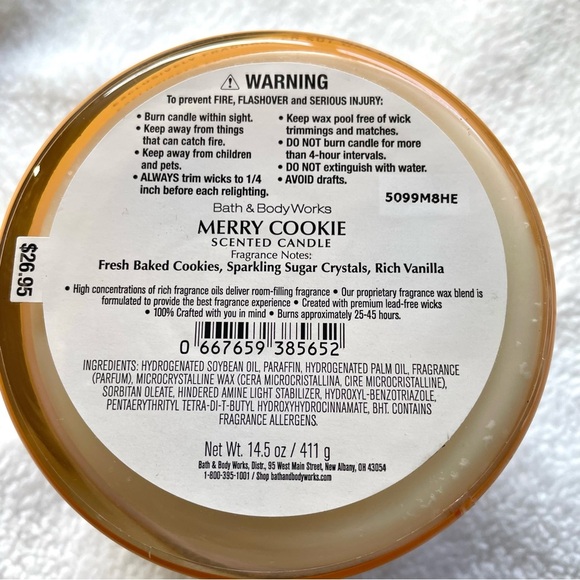 ⚠ WARNING
To prevent FIRE, FLASHOVER and SERIOUS INJURY:
• Burn candle within sight.
• Keep away from things
that can catch fire.
• Keep away from children
and pets.
• ALWAYS trim wicks to 1/4
inch before each relighting.
• Keep wax pool free of wick
trimmings and matches.
• DO NOT burn candle for more
than 4-hour intervals.
• DO NOT extinguish with water.
• AVOID drafts.
5099M8HE
Bath & Body Works
MERRY COOKIE
SCENTED CANDLE
Fragrance Notes:
Fresh Baked Cookies, Sparkling Sugar Crystals, Rich Vanilla
• High concentrations of rich fragrance oils deliver room-filling fragrance • Our proprietary fragrance wax blend is
formulated to provide the best fragrance experience • Created with premium lead-free wicks
• 100% Crafted with you in mind • Burns approximately 25-45 hours.
0 667659 385652
INGREDIENTS: HYDROGENATED SOYBEAN OIL, PARAFFIN, HYDROGENATED PALM OIL, FRAGRANCE
(PARFUM), MICROCRYSTALLINE WAX (CERA MICROCRISTALLINA, CIRE MICROCRISTALLINE),
SORBITAN OLEATE, HINDERED AMINE LIGHT STABILIZER, HYDROXYL-BENZOTRIAZOLE,
PENTAERYTHRITYL TETRA-DI-T-BUTYL HYDROXYHYDROCINNAMATE, BHT. CONTAINS
FRAGRANCE ALLERGENS.
Net Wt. 14.5 oz / 411 g
Bath & Body Works, Distr., 95 West Main Street, New Albany, OH 43054
1-800-395-1001 / Shop bathandbodyworks.com
$26.95